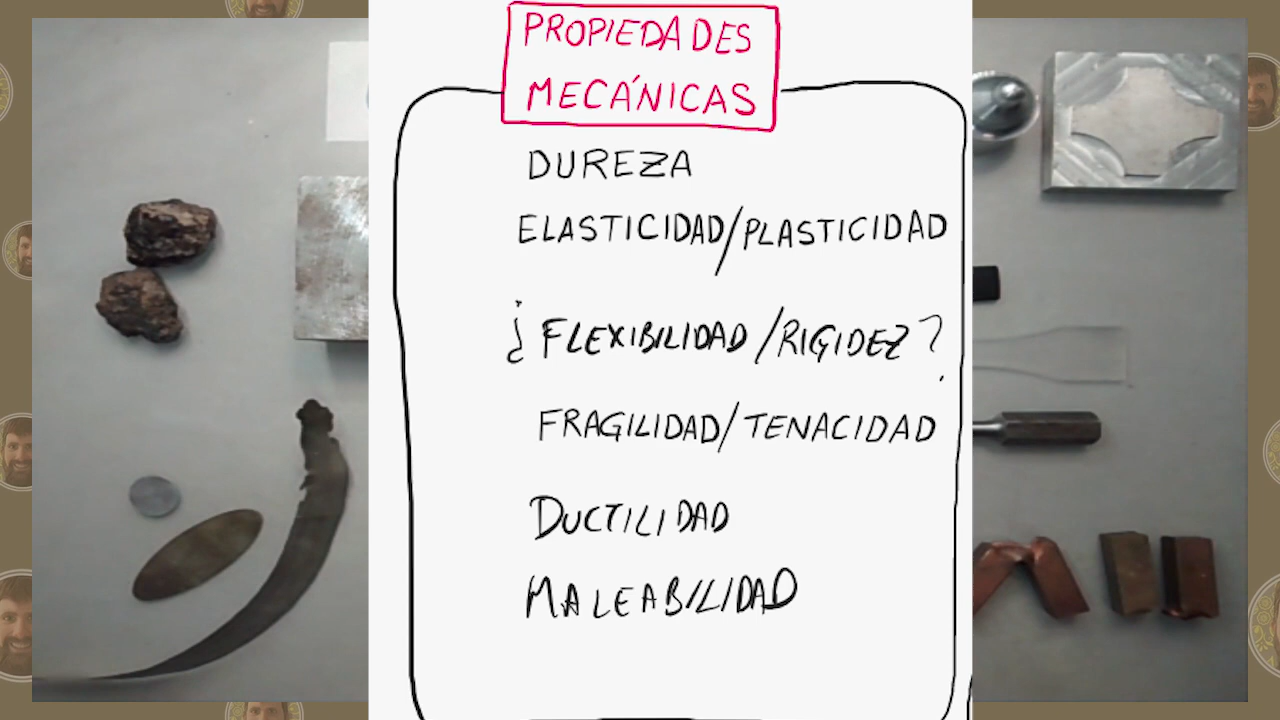 PROPIEDADES
MECÁNICAS
DUREZA
ELASTICIDAD/PLASTICIDAD
¿FLEXIBILIDAD/RIGIDEZ?
FRAGILIDAD/TENACIDAD
DUCTILIDAD
MALEABILIDAD